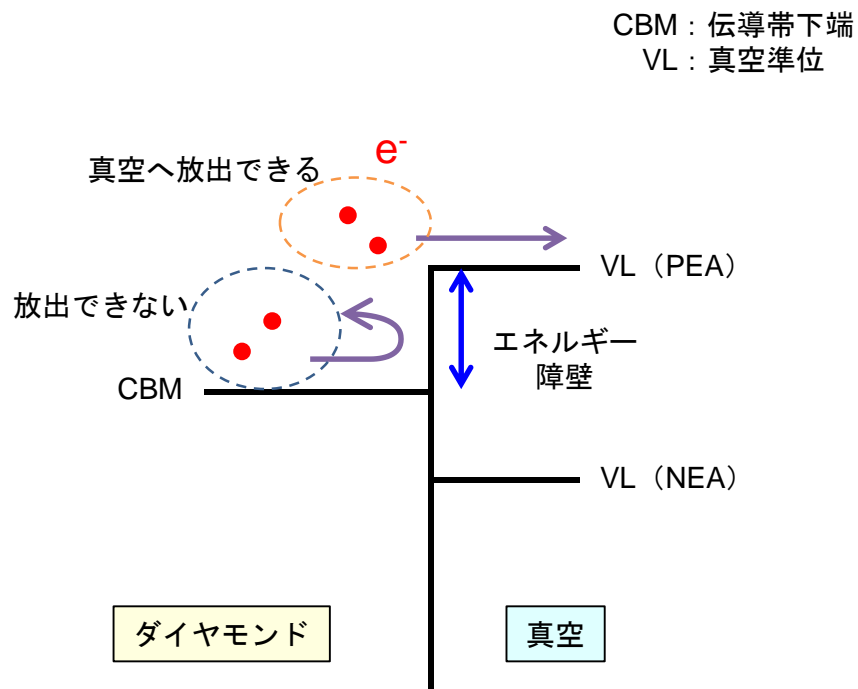 CBM：伝導帯下端
VL：真空準位
e-
真空へ放出できる
VL（PEA）
放出できない
エネルギー
障壁
CBM
VL（NEA）
ダイヤモンド
真空